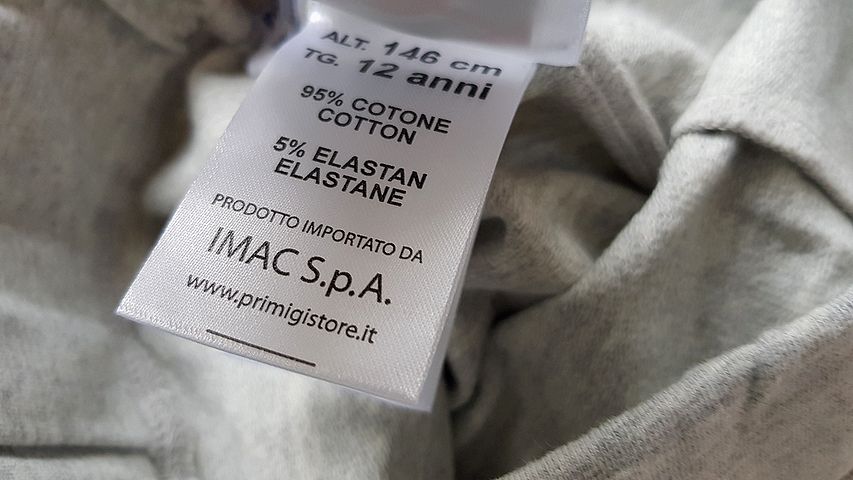 ALT. 146 cm
TG. 12 anni
95% COTONE
COTTON
5% ELASTAN
ELASTANE
PRODOTTO IMPORTATO DA
IMAC S.p.A.
www.primigistore.it